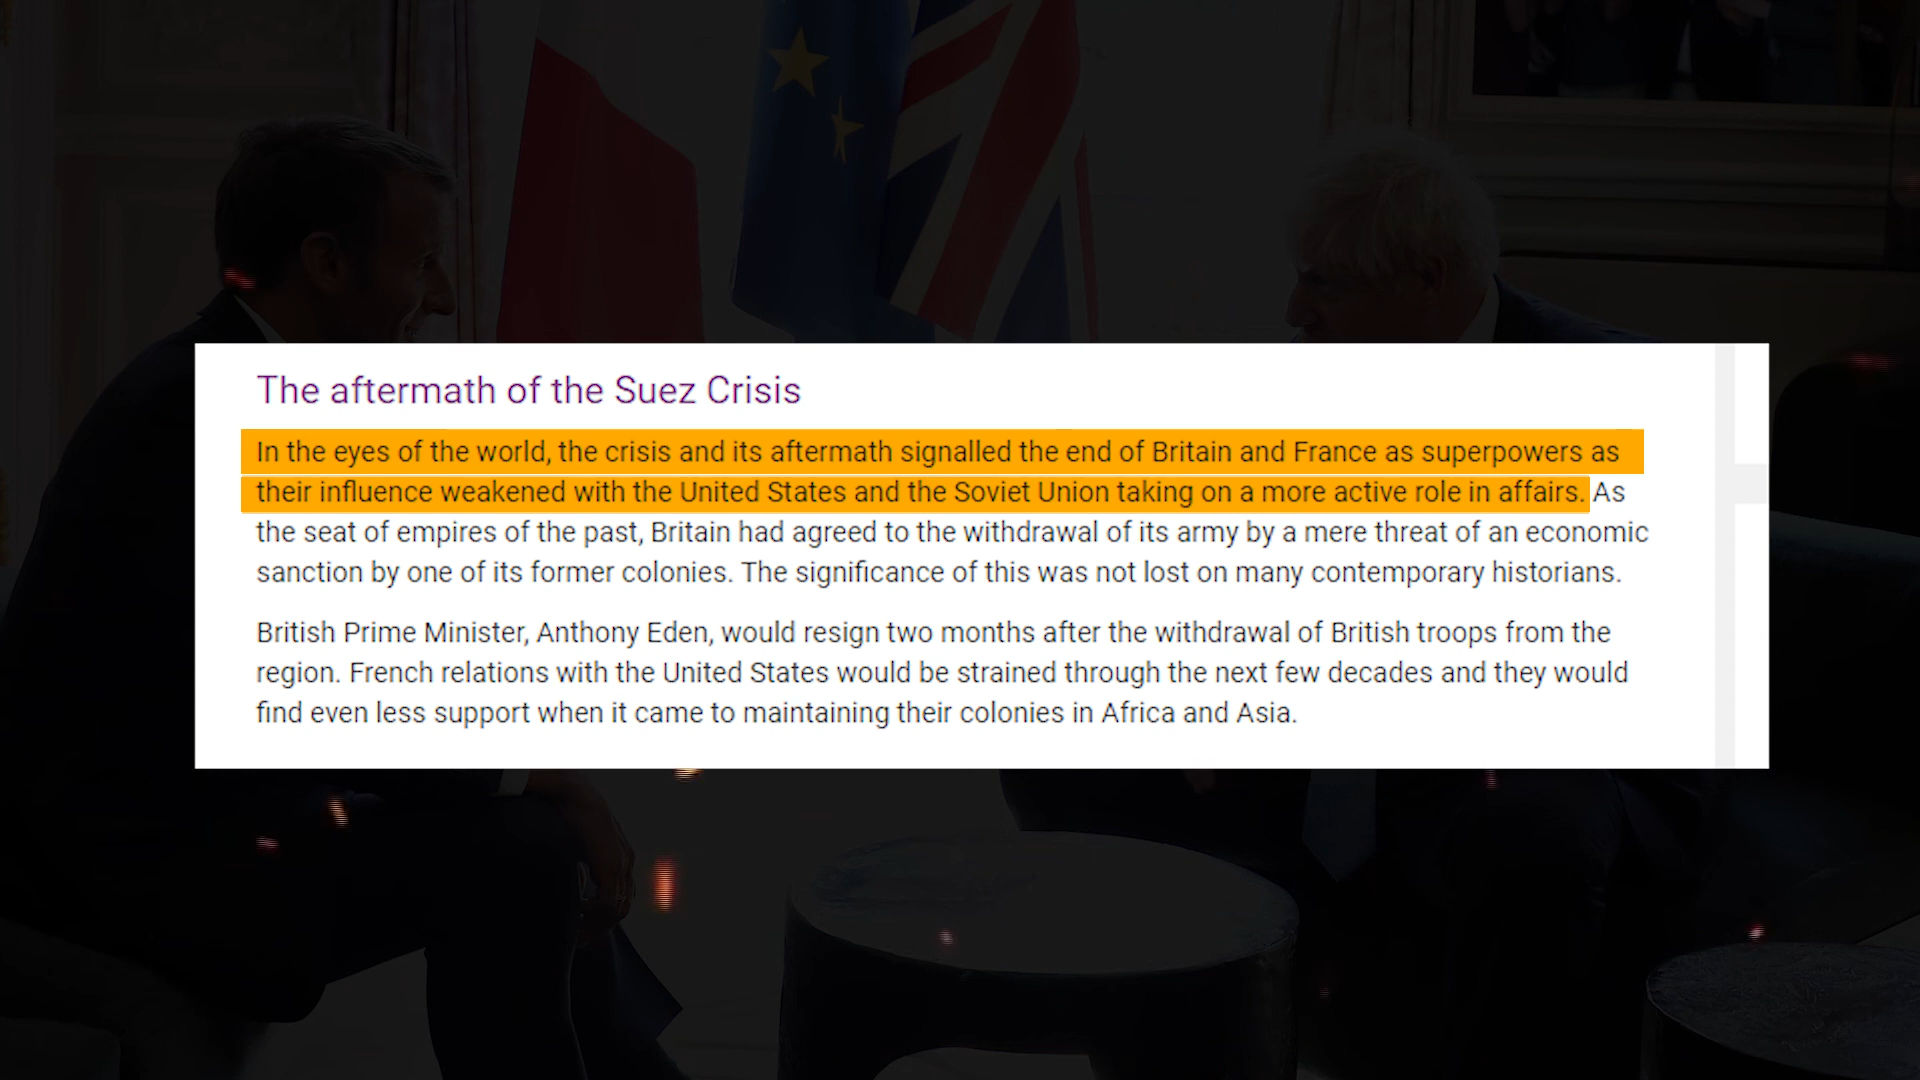 The aftermath of the Suez Crisis
In the eyes of the world, the crisis and its aftermath signalled the end of Britain and France as superpowers as
their influence weakened with the United States and the Soviet Union taking on a more active role in affairs. As
the seat of empires of the past, Britain had agreed to the withdrawal of its army by a mere threat of an economic
sanction by one of its former colonies. The significance of this was not lost on many contemporary historians.
British Prime Minister, Anthony Eden, would resign two months after the withdrawal of British troops from the
region. French relations with the United States would be strained through the next few decades and they would
find even less support when it came to maintaining their colonies in Africa and Asia.